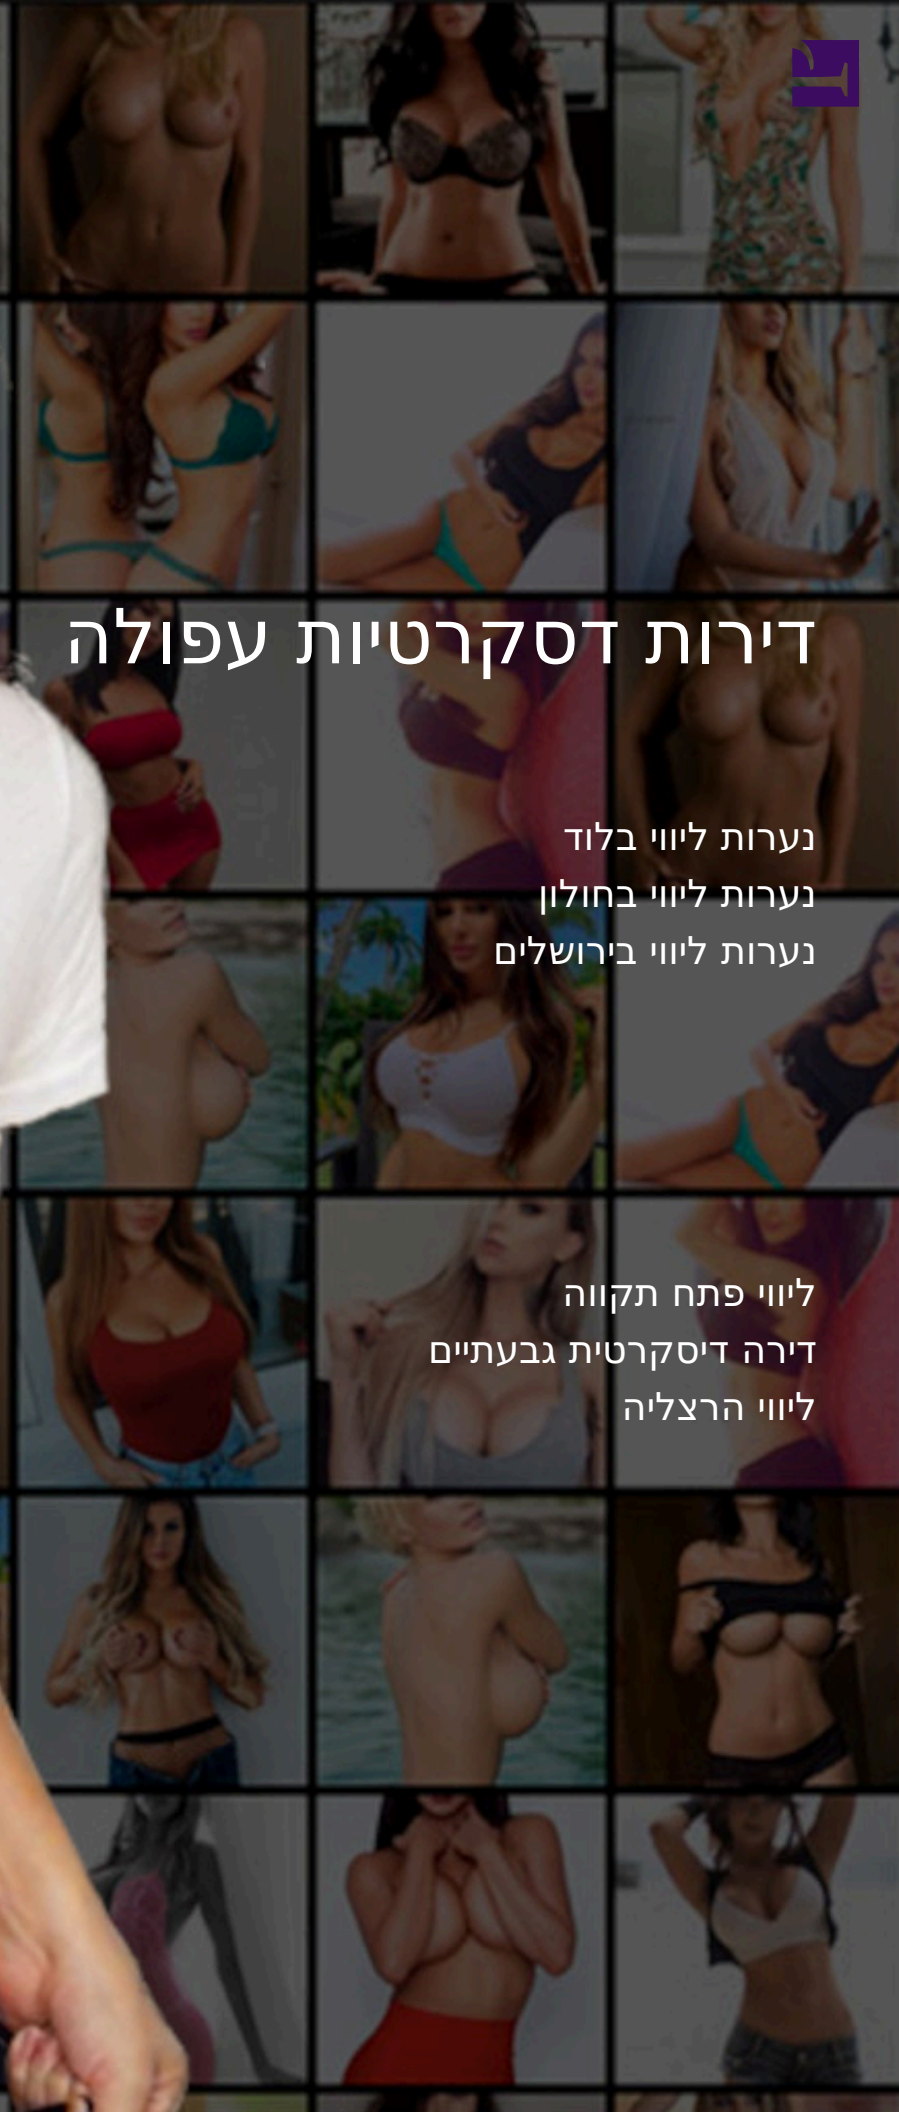 דירות דסקרטיות עפולה
נערות ליווי בלוד
נערות ליווי בחולון
נערות ליווי בירושלים
ליווי פתח תקווה
דירה דיסקרטית גבעתיים
ליווי הרצליה